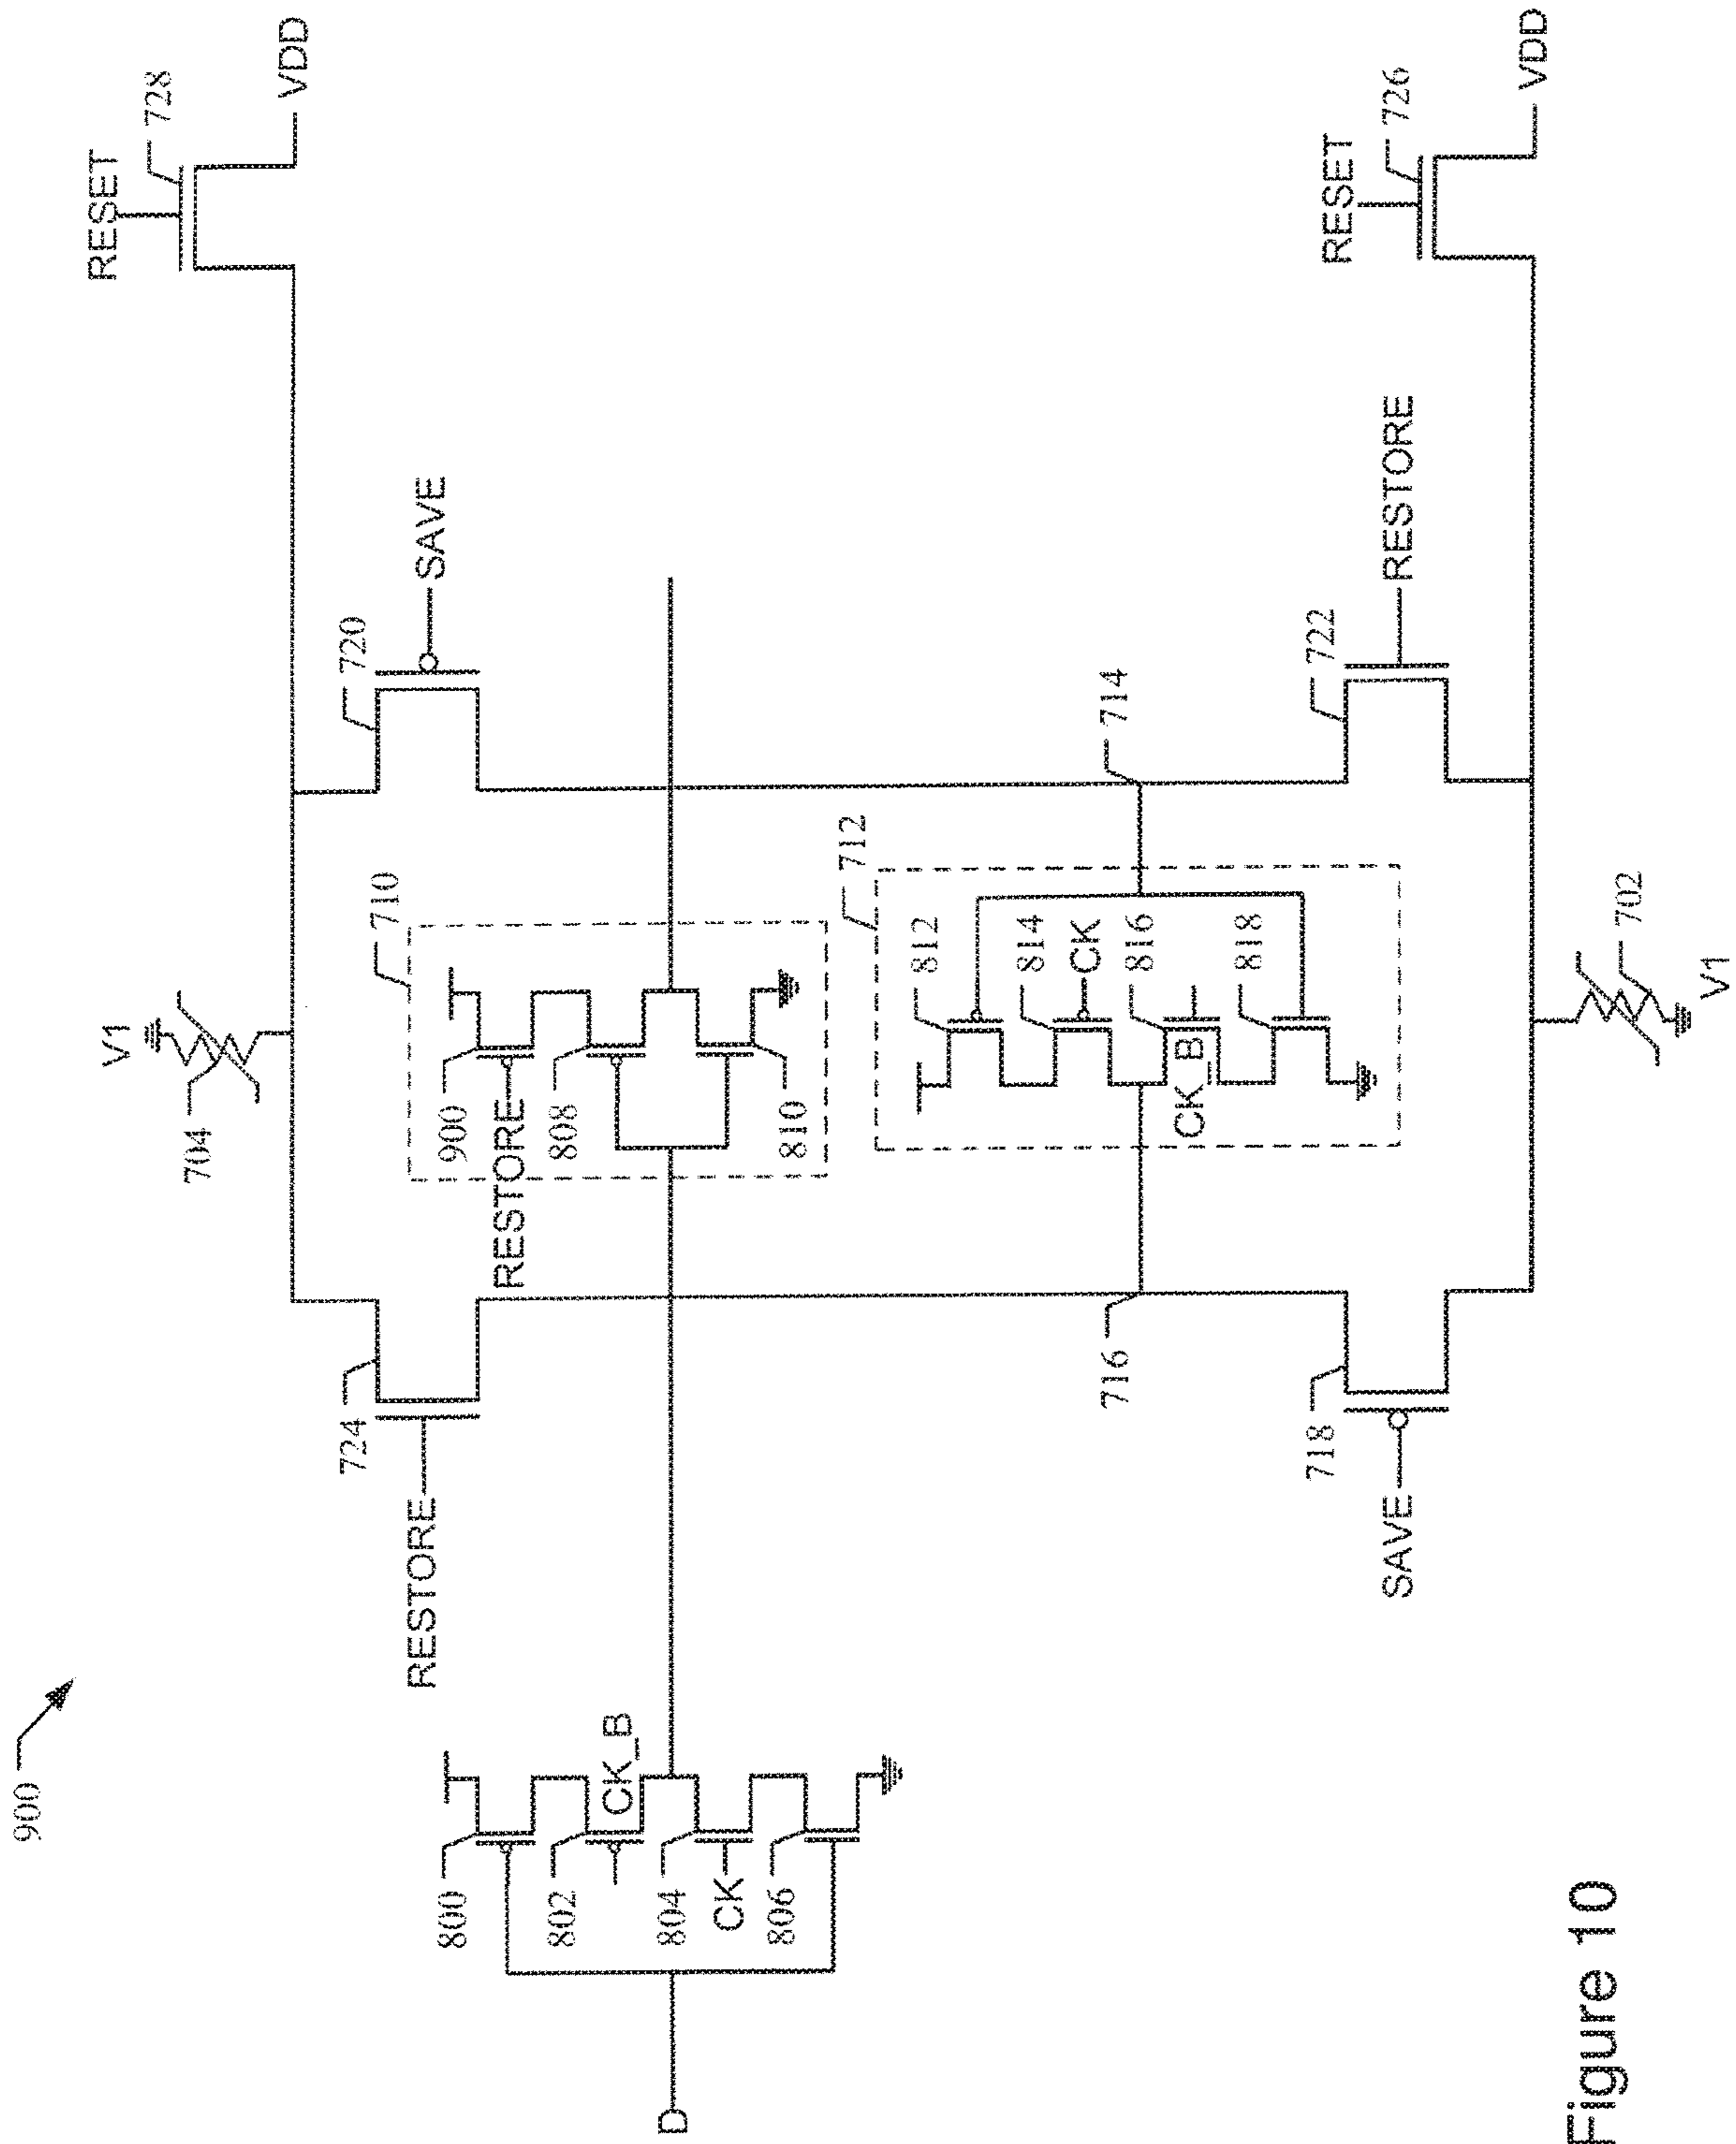 900
RESET
728
VDD
V1
704
RESTORE
724
720
SAVE
710
900
RESTORE
808
810
800
802
CK_B
804
CK
806
D
712
812
814
CK
816
CK_B
818
714
716
718
SAVE
722
RESTORE
RESET
726
VDD
702
V1
Figure 10